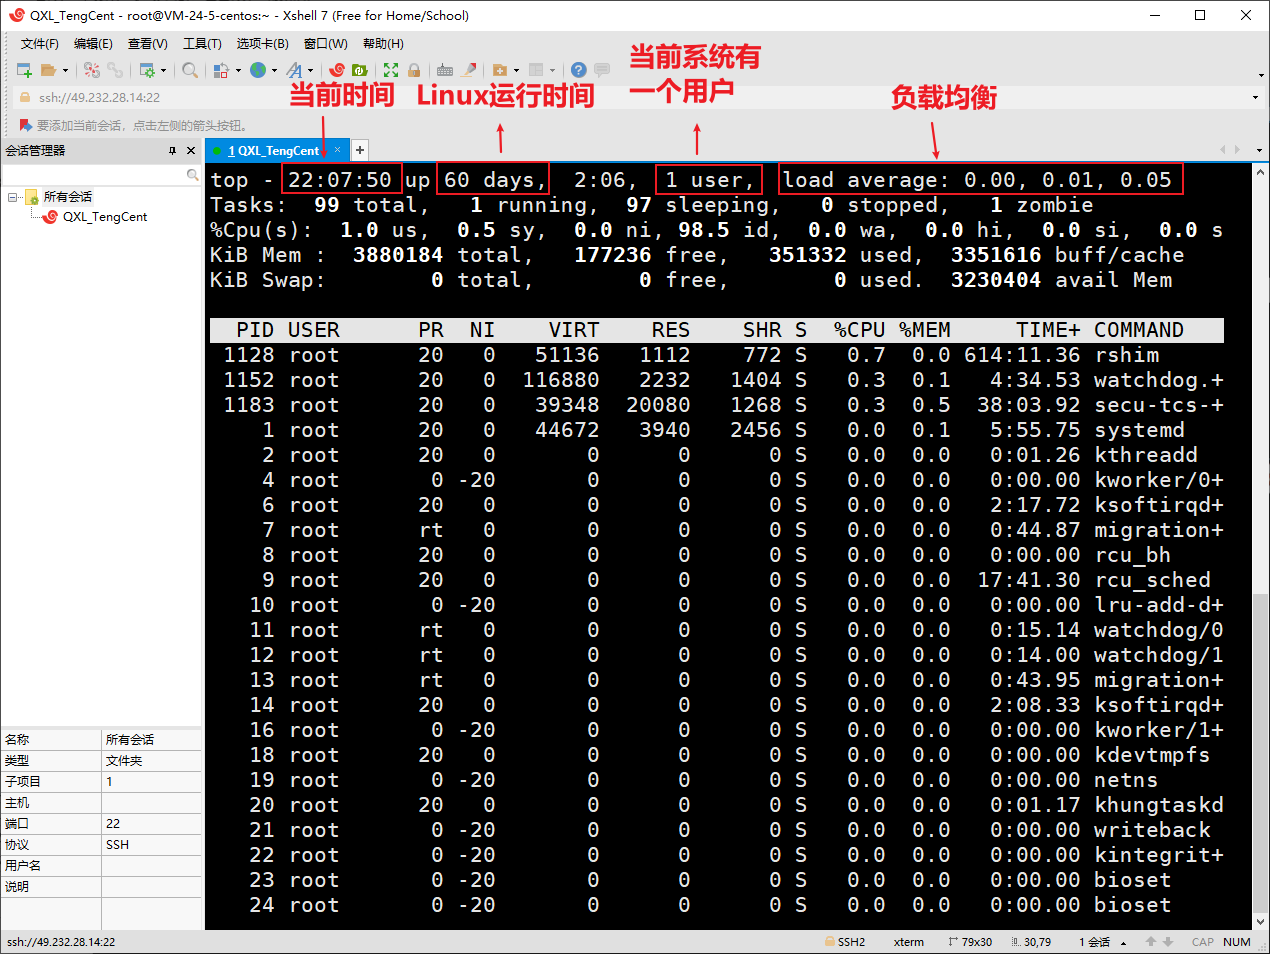 QXL_TengCent - root@VM-24-5-centos:~ - Xshell 7 (Free for Home/School)
文件(F) 编辑(E) 查看(V) 工具(T) 选项卡(B) 窗口(W) 帮助(H)
当前系统有
一个用户
当前时间 Linux运行时间 负载均衡
ssh://49.232.28.14:22
要添加当前会话，点击左侧的箭头按钮。
会话管理器
1 QXL_TengCent × +
所有会话
QXL_TengCent
top - 22:07:50 up 60 days,  2:06,  1 user,  load average: 0.00, 0.01, 0.05
Tasks:  99 total,   1 running,  97 sleeping,   0 stopped,   1 zombie
%Cpu(s):  1.0 us,  0.5 sy,  0.0 ni, 98.5 id,  0.0 wa,  0.0 hi,  0.0 si,  0.0 s
KiB Mem :  3880184 total,   177236 free,   351332 used,  3351616 buff/cache
KiB Swap:        0 total,        0 free,        0 used.  3230404 avail Mem
PID USER      PR  NI    VIRT    RES    SHR S  %CPU %MEM     TIME+ COMMAND
1128 root      20   0   51136   1112    772 S   0.7  0.0 614:11.36 rshim
1152 root      20   0  116880   2232   1404 S   0.3  0.1   4:34.53 watchdog.+
1183 root      20   0   39348  20080   1268 S   0.3  0.5  38:03.92 secu-tcs-+
1 root      20   0   44672   3940   2456 S   0.0  0.1   5:55.75 systemd
2 root      20   0       0      0      0 S   0.0  0.0   0:01.26 kthreadd
4 root       0 -20       0      0      0 S   0.0  0.0   0:00.00 kworker/0+
6 root      20   0       0      0      0 S   0.0  0.0   2:17.72 ksoftirqd+
7 root      rt   0       0      0      0 S   0.0  0.0   0:44.87 migration+
8 root      20   0       0      0      0 S   0.0  0.0   0:00.00 rcu_bh
9 root      20   0       0      0      0 S   0.0  0.0  17:41.30 rcu_sched
10 root       0 -20       0      0      0 S   0.0  0.0   0:00.00 lru-add-d+
11 root      rt   0       0      0      0 S   0.0  0.0   0:15.14 watchdog/0
12 root      rt   0       0      0      0 S   0.0  0.0   0:14.00 watchdog/1
13 root      rt   0       0      0      0 S   0.0  0.0   0:43.95 migration+
14 root      20   0       0      0      0 S   0.0  0.0   2:08.33 ksoftirqd+
16 root       0 -20       0      0      0 S   0.0  0.0   0:00.00 kworker/1+
18 root      20   0       0      0      0 S   0.0  0.0   0:00.00 kdevtmpfs
19 root       0 -20       0      0      0 S   0.0  0.0   0:00.00 netns
20 root      20   0       0      0      0 S   0.0  0.0   0:01.17 khungtaskd
21 root       0 -20       0      0      0 S   0.0  0.0   0:00.00 writeback
22 root       0 -20       0      0      0 S   0.0  0.0   0:00.00 kintegrit+
23 root       0 -20       0      0      0 S   0.0  0.0   0:00.00 bioset
24 root       0 -20       0      0      0 S   0.0  0.0   0:00.00 bioset
名称 所有会话
类型 文件夹
子项目 1
主机
端口 22
协议 SSH
用户名
说明
ssh://49.232.28.14:22 SSH2 xterm 79x30 30,79 1 会话 CAP NUM